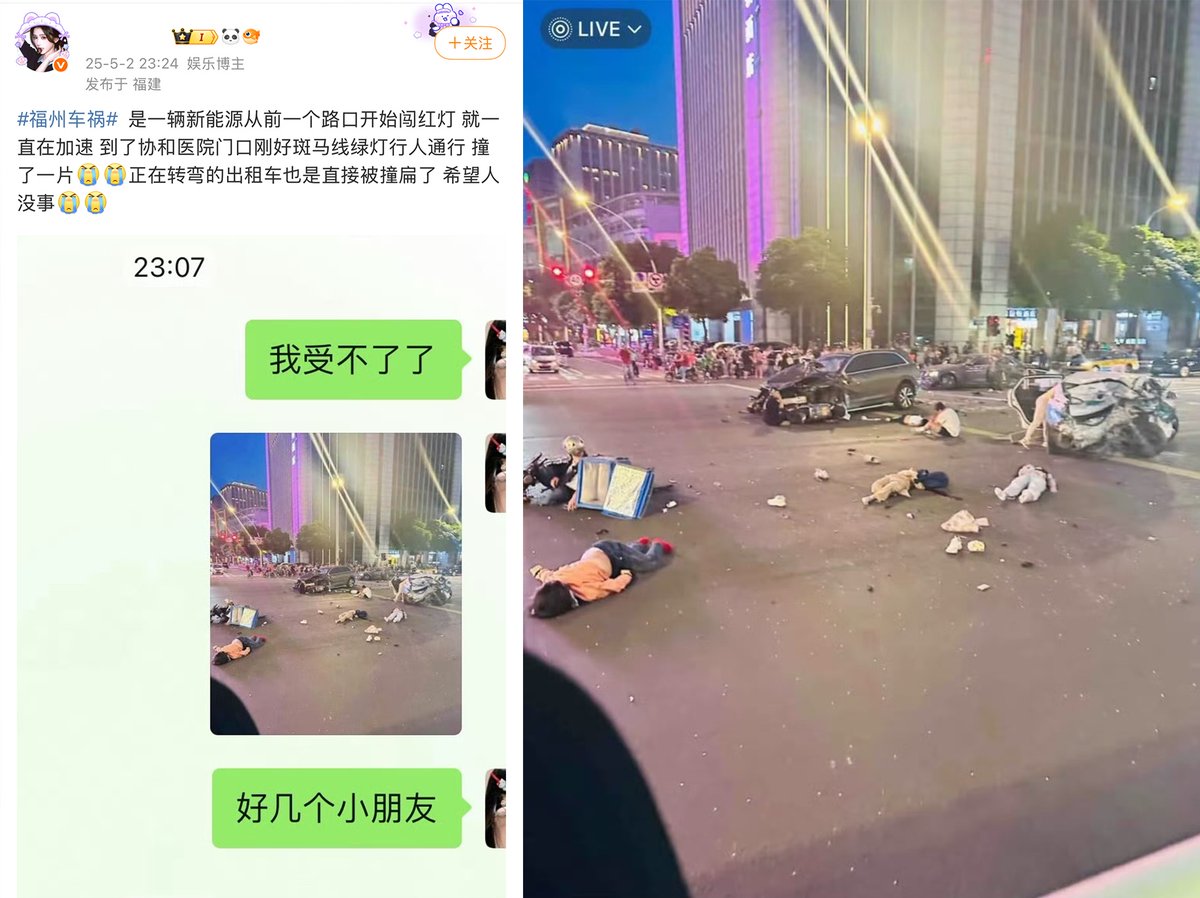 25-5-2 23:24 娱乐博主
发布于 福建
+关注
#福州车祸# 是一辆新能源从前一个路口开始闯红灯 就一
直在加速 到了协和医院门口刚好斑马线绿灯行人通行 撞
了一片😭😭正在转弯的出租车也是直接被撞扁了 希望人
没事😭😭
23:07
我受不了了
好几个小朋友
LIVE